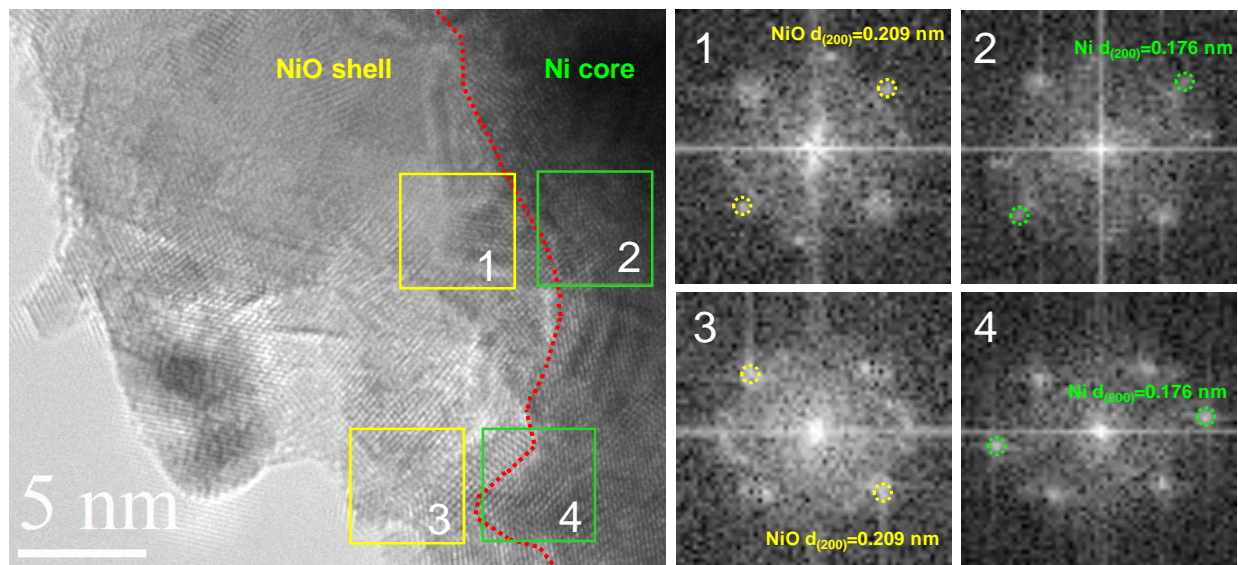 NiO shell
Ni core
1
2
3
4
5 nm
1
NiO d(200)=0.209 nm
2
Ni d(200)=0.176 nm
3
NiO d(200)=0.209 nm
4
Ni d(200)=0.176 nm